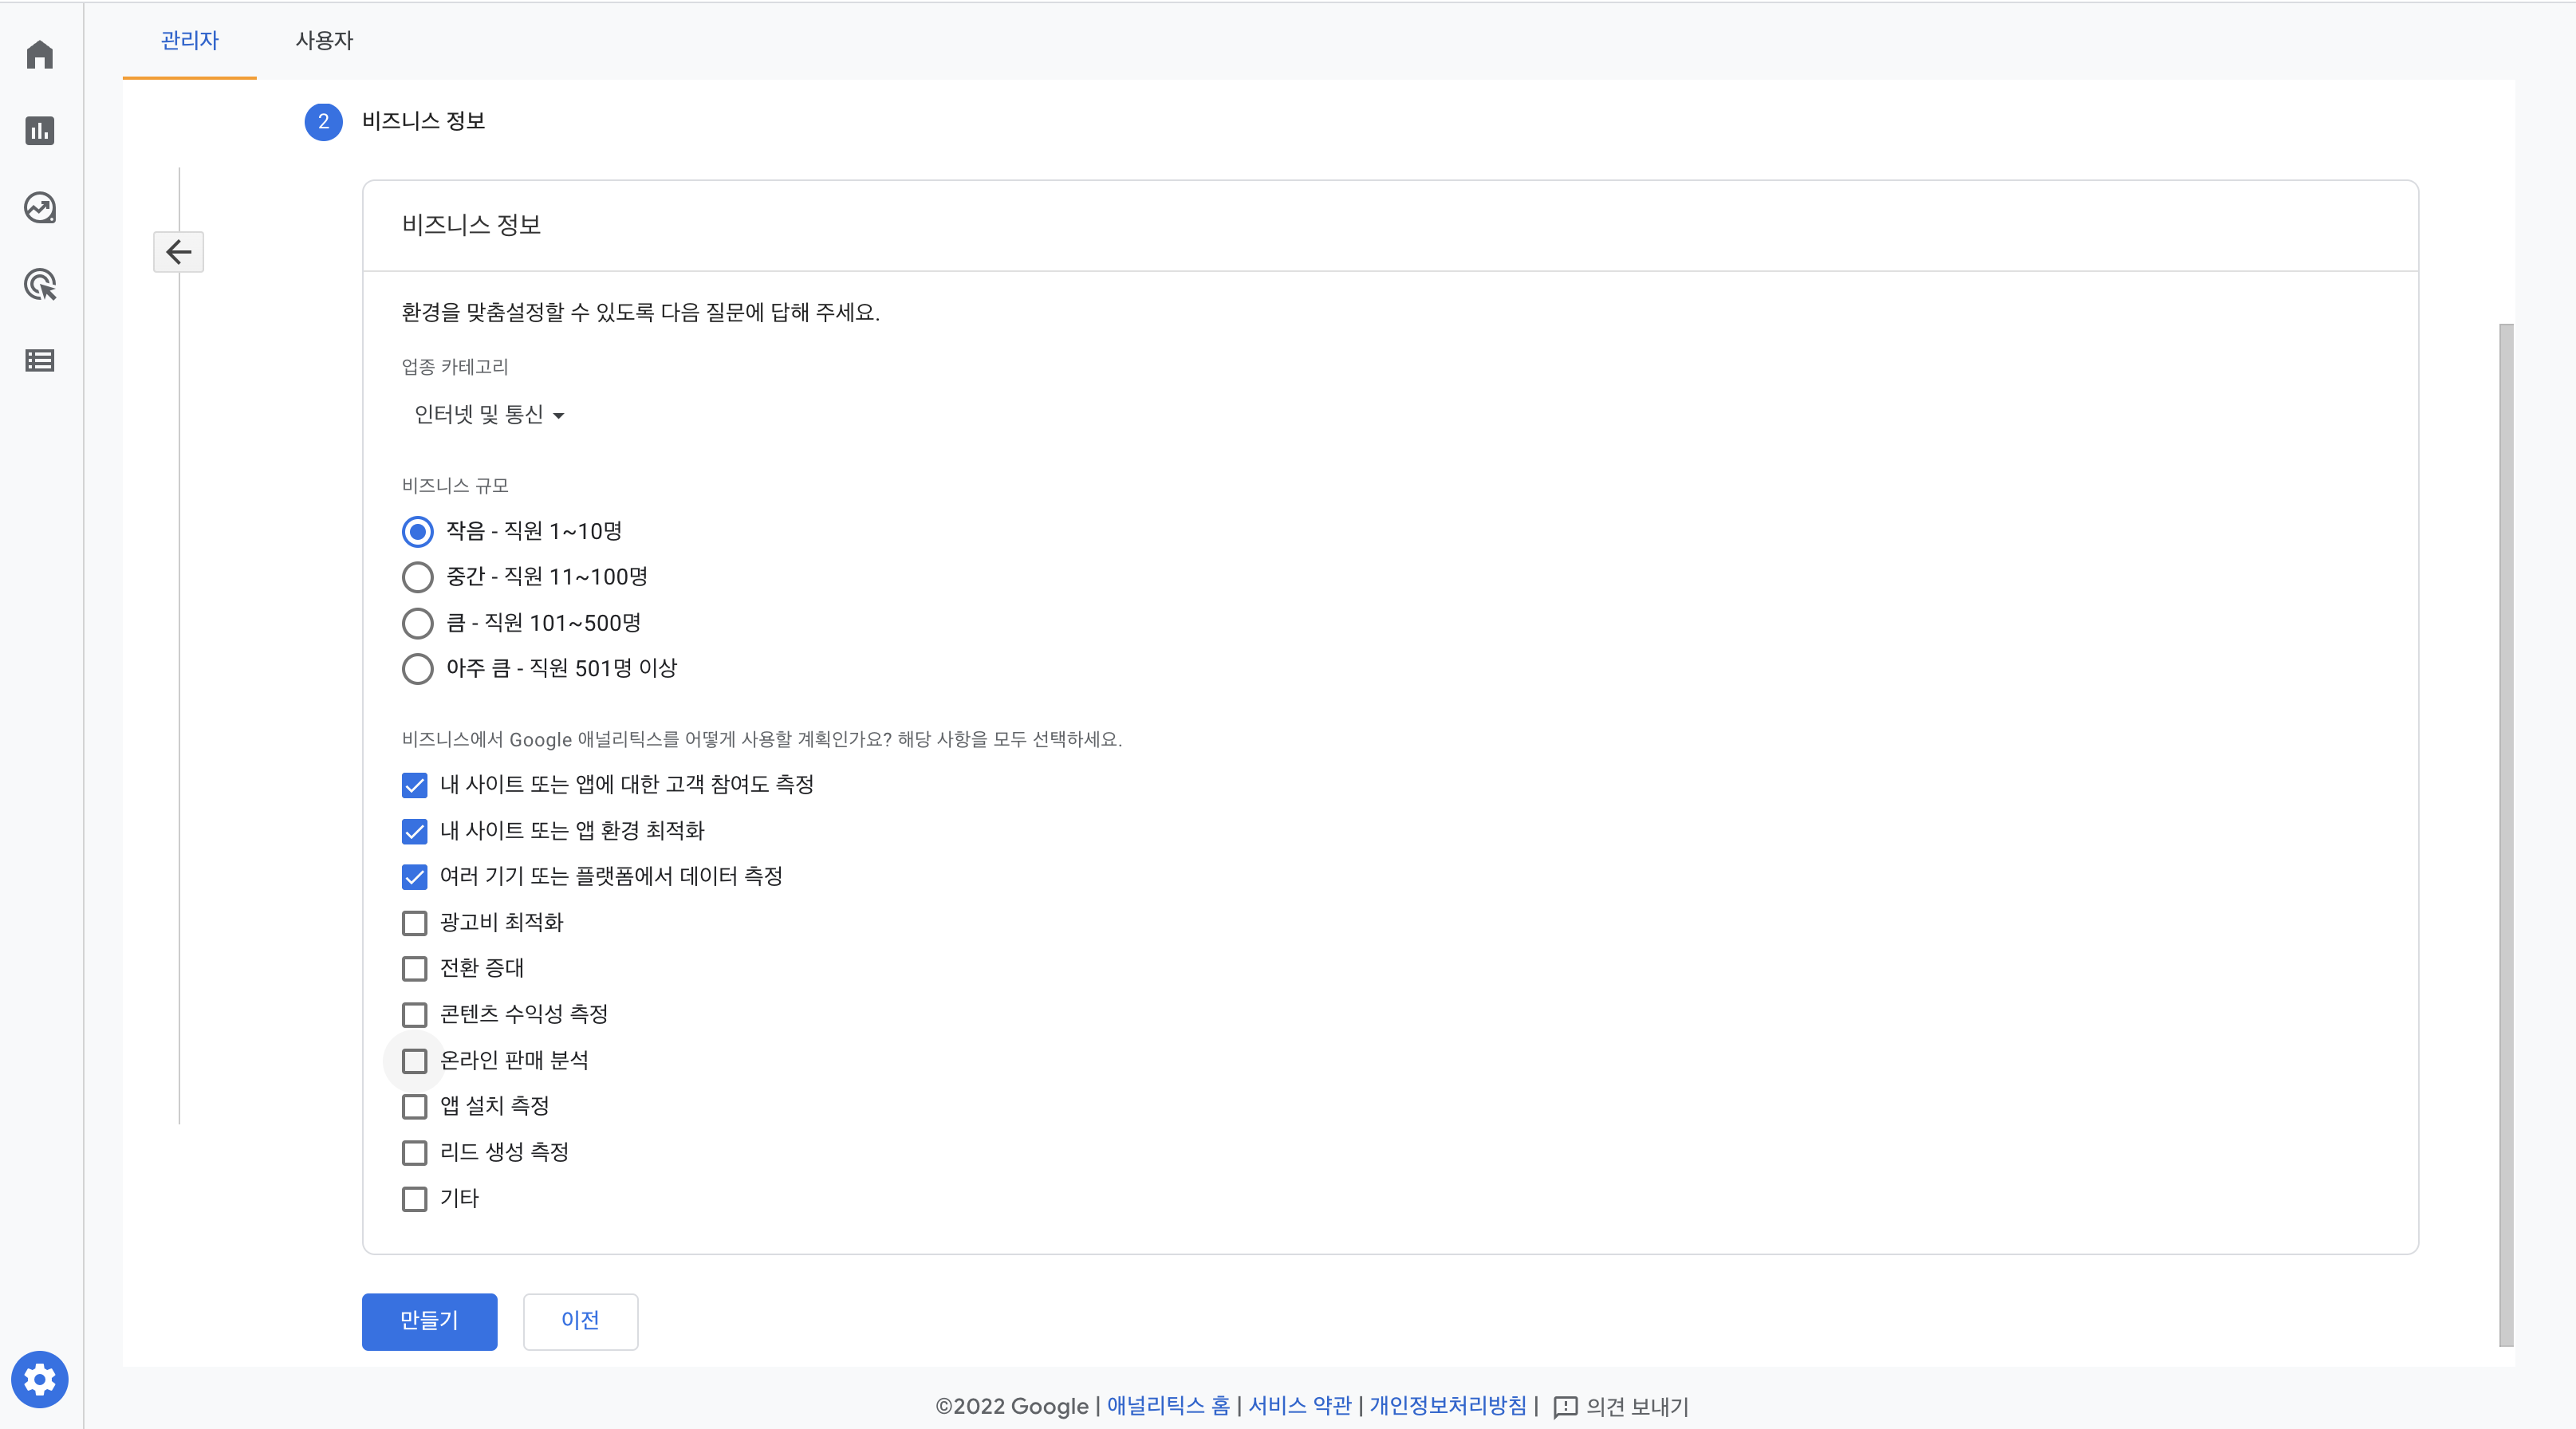 관리자 사용자
2 비즈니스 정보
비즈니스 정보
환경을 맞춤설정할 수 있도록 다음 질문에 답해 주세요.
업종 카테고리
인터넷 및 통신
비즈니스 규모
작음 - 직원 1~10명
중간 - 직원 11~100명
큼 - 직원 101~500명
아주 큼 - 직원 501명 이상
비즈니스에서 Google 애널리틱스를 어떻게 사용할 계획인가요? 해당 사항을 모두 선택하세요.
내 사이트 또는 앱에 대한 고객 참여도 측정
내 사이트 또는 앱 환경 최적화
여러 기기 또는 플랫폼에서 데이터 측정
광고비 최적화
전환 증대
콘텐츠 수익성 측정
온라인 판매 분석
앱 설치 측정
리드 생성 측정
기타
만들기 이전
©2022 Google | 애널리틱스 홈 | 서비스 약관 | 개인정보처리방침 | 의견 보내기